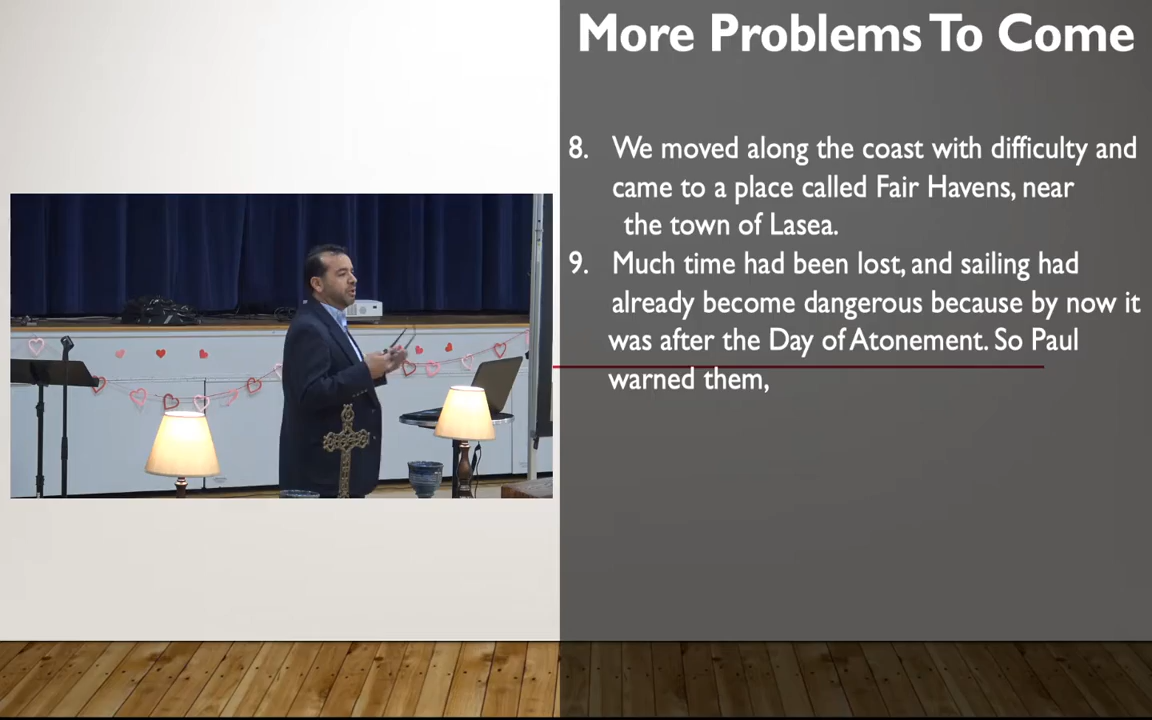 More Problems To Come
8. We moved along the coast with difficulty and
came to a place called Fair Havens, near
the town of Lasea.
9. Much time had been lost, and sailing had
already become dangerous because by now it
was after the Day of Atonement. So Paul
warned them,